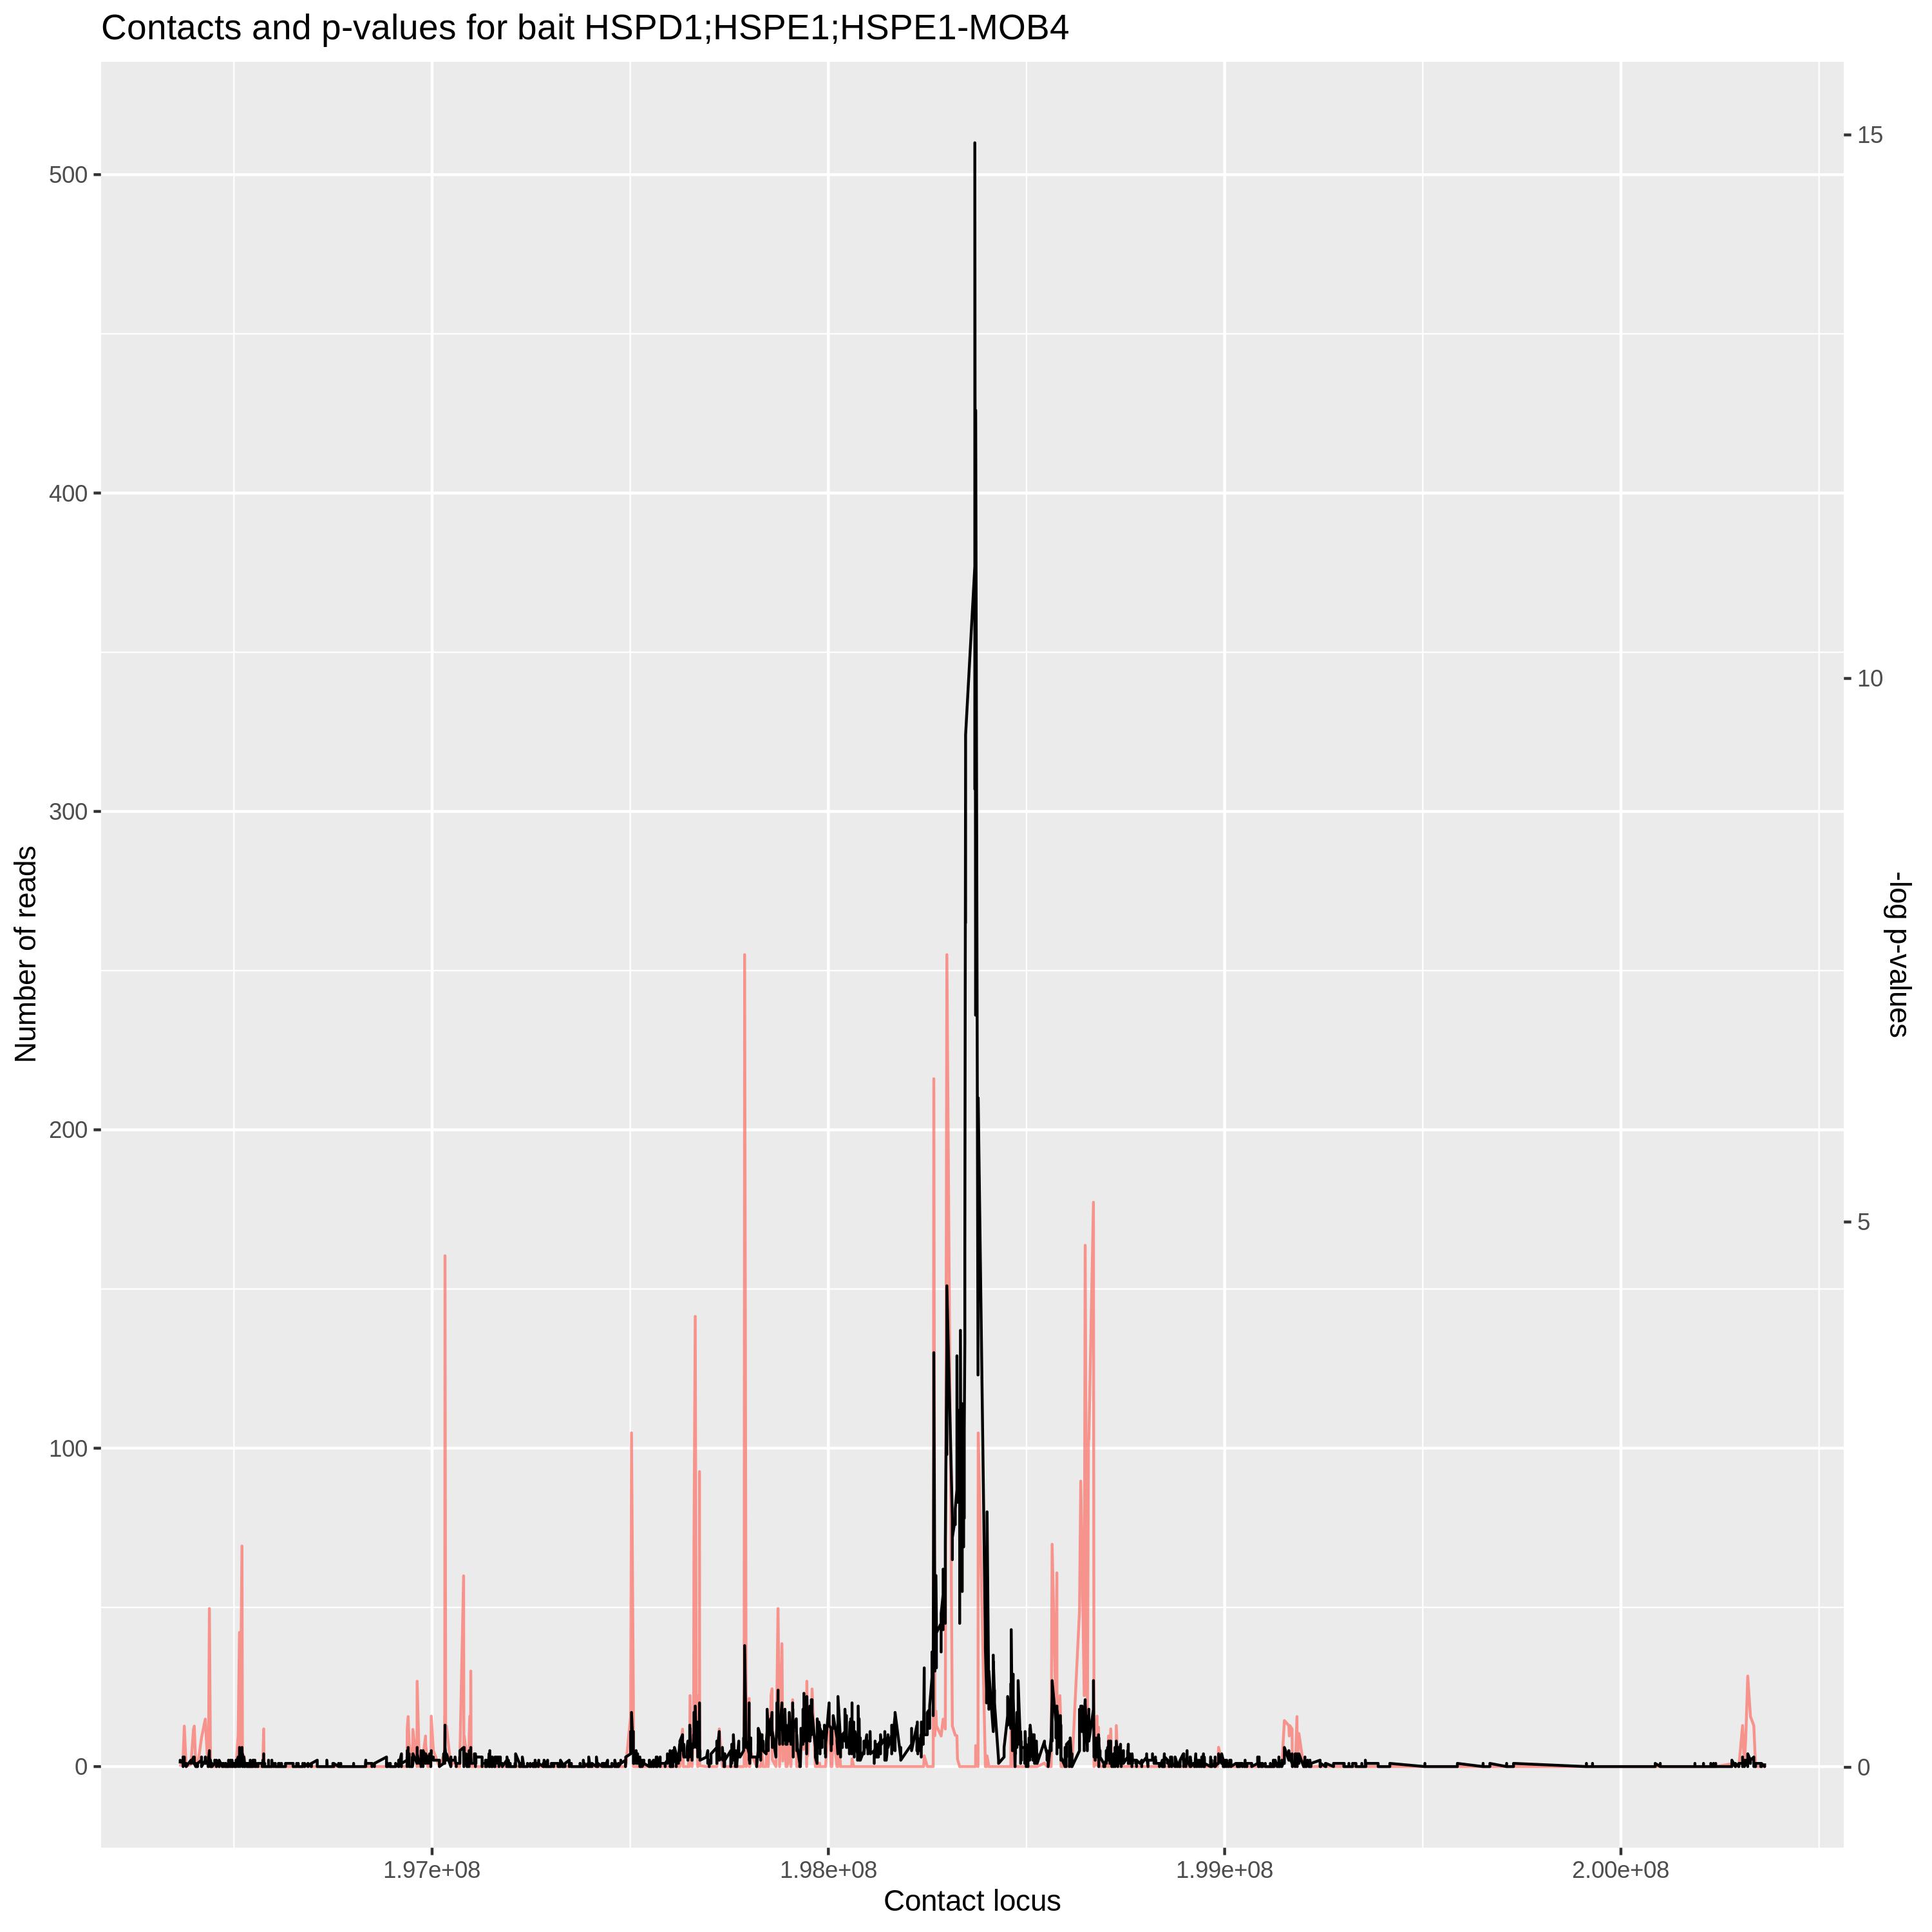 Contacts and p-values for bait HSPD1;HSPE1;HSPE1-MOB4
Number of reads
500
400
300
200
100
0
15
10
5
0
-log p-values
1.97e+08 1.98e+08 1.99e+08 2.00e+08
Contact locus